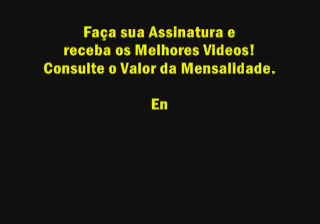 Faça sua Assinatura e
receba os Melhores Videos!
Consulte o Valor da Mensalidade.
En